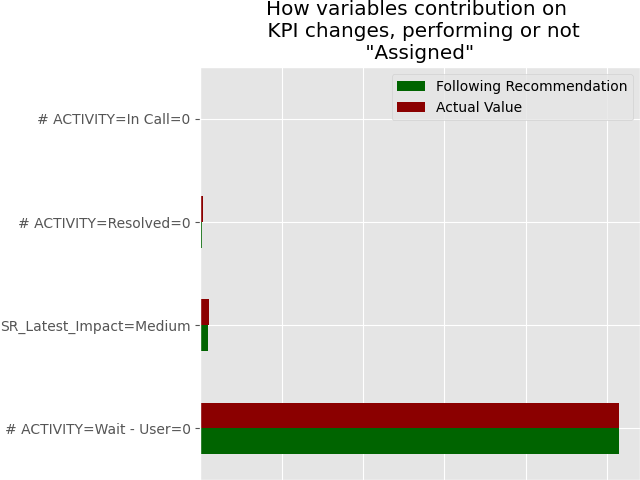 How variables contribution on
KPI changes, performing or not
"Assigned"
Following Recommendation
Actual Value
# ACTIVITY=In Call=0
# ACTIVITY=Resolved=0
SR_Latest_Impact=Medium
# ACTIVITY=Wait - User=0